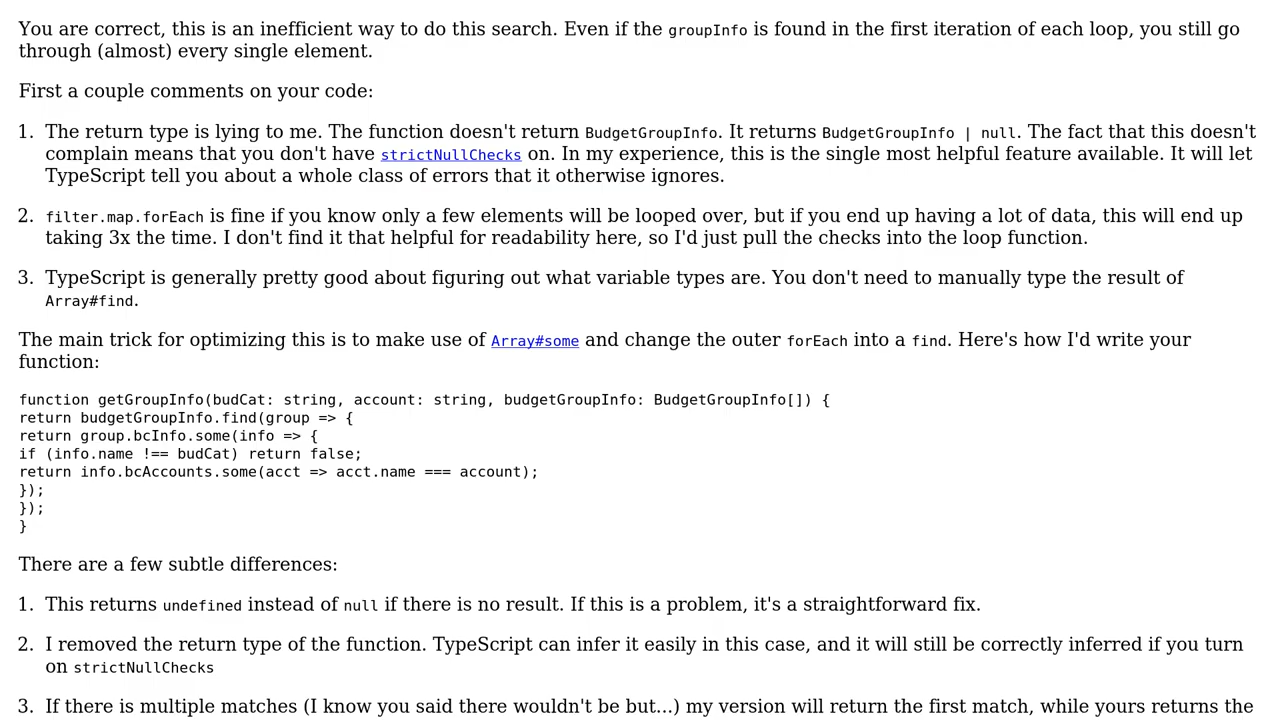 You are correct, this is an inefficient way to do this search. Even if the groupInfo is found in the first iteration of each loop, you still go
through (almost) every single element.
First a couple comments on your code:
1. The return type is lying to me. The function doesn't return BudgetGroupInfo. It returns BudgetGroupInfo | null. The fact that this doesn't
complain means that you don't have strictNullChecks on. In my experience, this is the single most helpful feature available. It will let
TypeScript tell you about a whole class of errors that it otherwise ignores.
2. filter.map.forEach is fine if you know only a few elements will be looped over, but if you end up having a lot of data, this will end up
taking 3x the time. I don't find it that helpful for readability here, so I'd just pull the checks into the loop function.
3. TypeScript is generally pretty good about figuring out what variable types are. You don't need to manually type the result of
Array#find.
The main trick for optimizing this is to make use of Array#some and change the outer forEach into a find. Here's how I'd write your
function:
function getGroupInfo(budCat: string, account: string, budgetGroupInfo: BudgetGroupInfo[]) {
return budgetGroupInfo.find(group => {
return group.bcInfo.some(info => {
if (info.name !== budCat) return false;
return info.bcAccounts.some(acct => acct.name === account);
});
});
}
There are a few subtle differences:
1. This returns undefined instead of null if there is no result. If this is a problem, it's a straightforward fix.
2. I removed the return type of the function. TypeScript can infer it easily in this case, and it will still be correctly inferred if you turn
on strictNullChecks
3. If there is multiple matches (I know you said there wouldn't be but...) my version will return the first match, while yours returns the